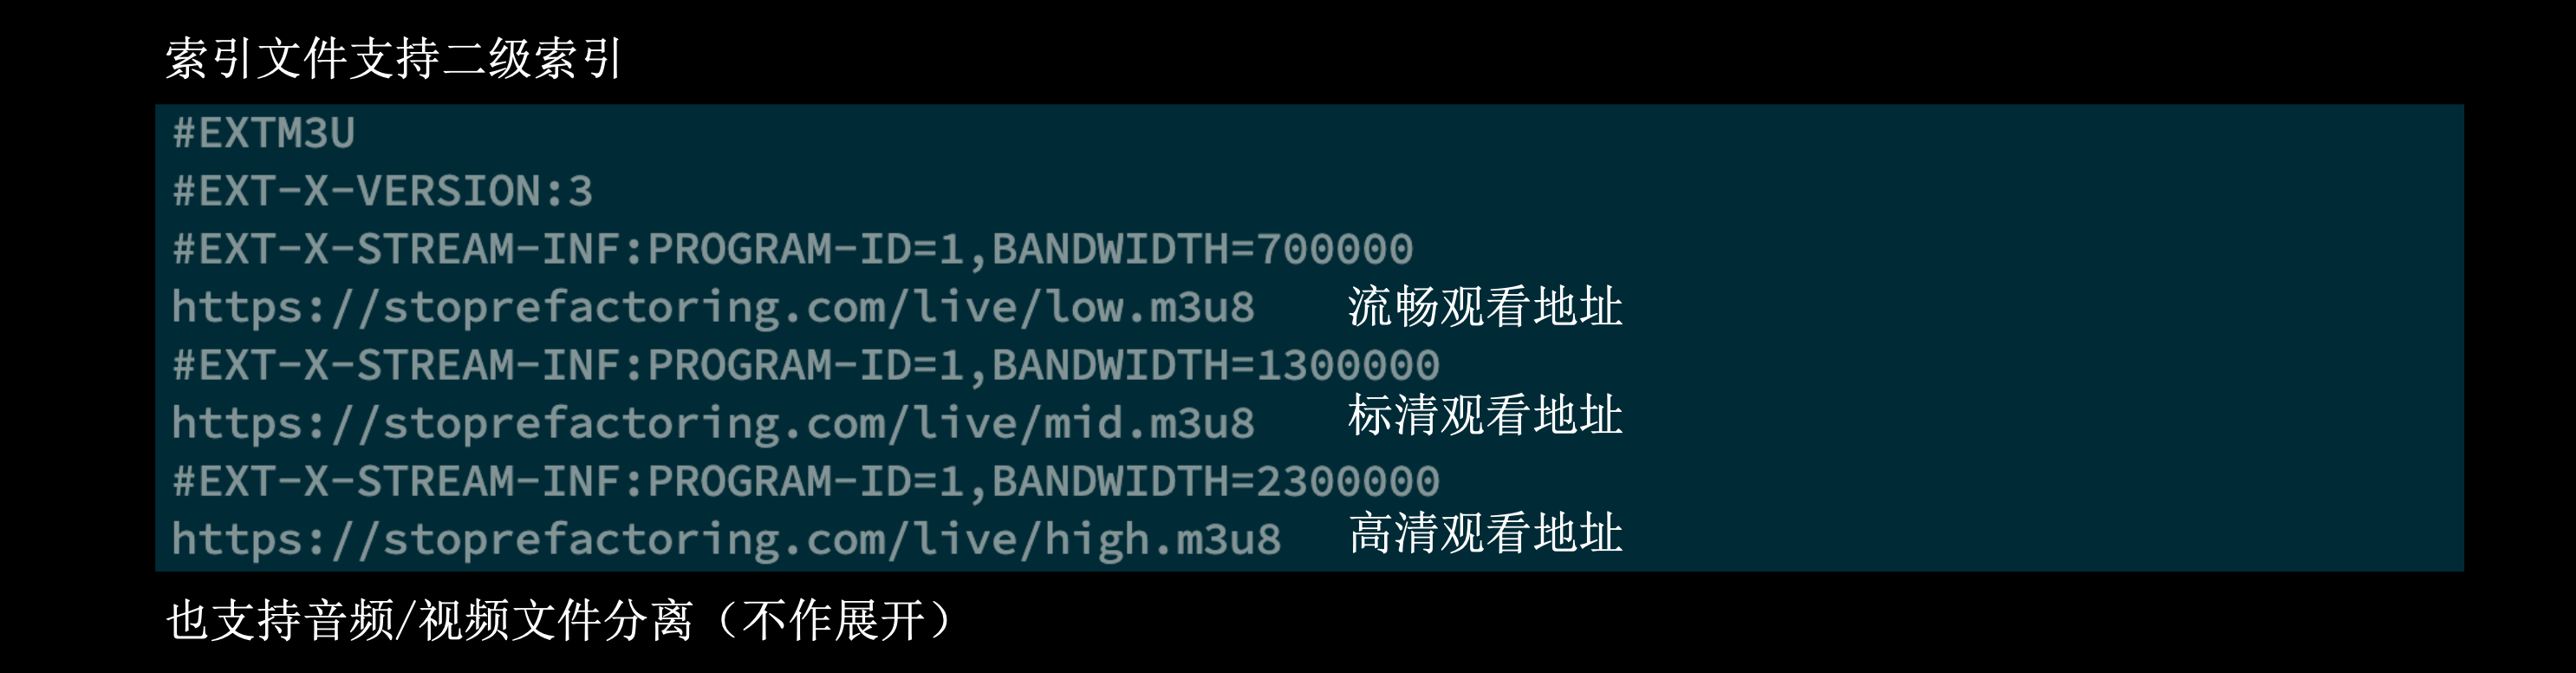 索引文件支持二级索引
#EXTM3U
#EXT-X-VERSION:3
#EXT-X-STREAM-INF:PROGRAM-ID=1,BANDWIDTH=700000
https://stoprefactoring.com/live/low.m3u8 流畅观看地址
#EXT-X-STREAM-INF:PROGRAM-ID=1,BANDWIDTH=1300000
https://stoprefactoring.com/live/mid.m3u8 标清观看地址
#EXT-X-STREAM-INF:PROGRAM-ID=1,BANDWIDTH=2300000
https://stoprefactoring.com/live/high.m3u8 高清观看地址
也支持音频/视频文件分离（不作展开）